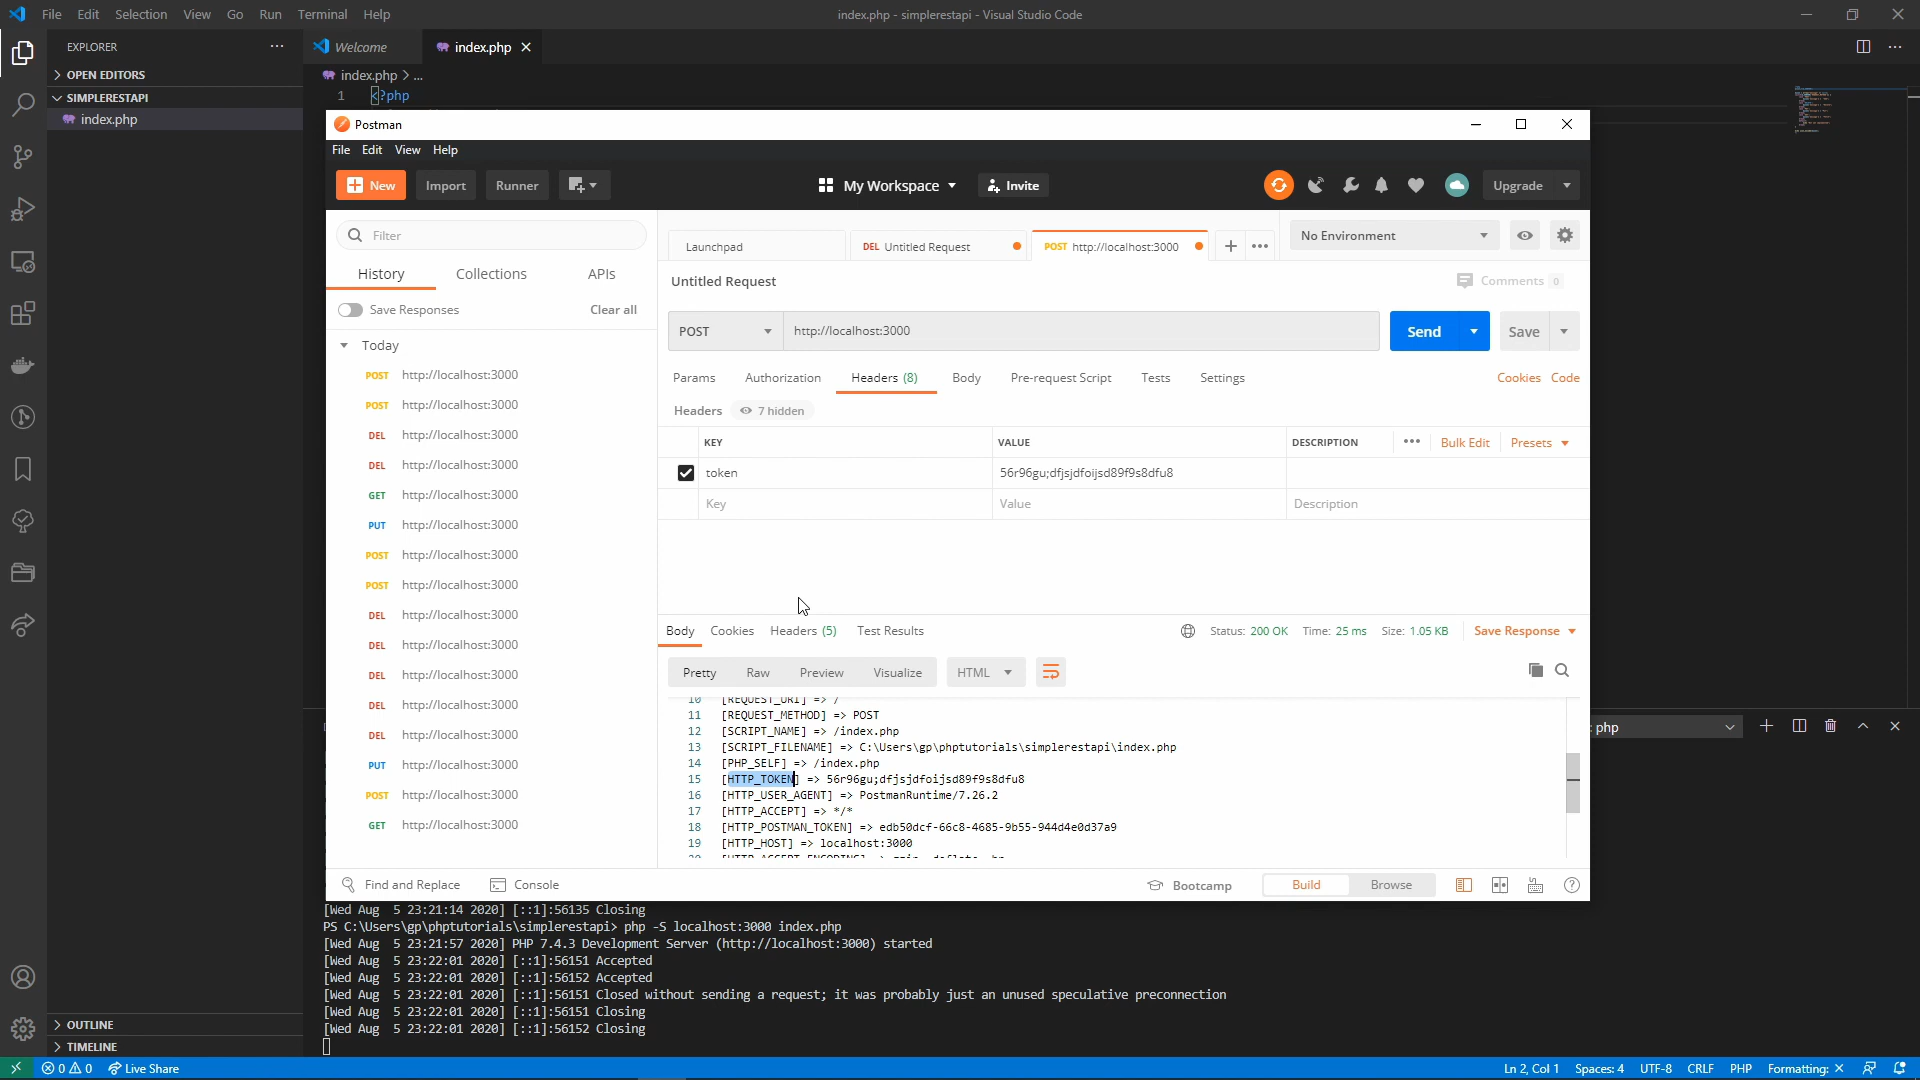 File Edit Selection View Go Run Terminal Help
index.php - simplerestapi - Visual Studio Code
EXPLORER
Welcome
index.php
OPEN EDITORS
SIMPLERESTAPI
index.php
index.php > ...
1 <?php
Postman
File Edit View Help
New
Import
Runner
My Workspace
Invite
Upgrade
Filter
Launchpad
DEL Untitled Request
POST http://localhost:3000
No Environment
History
Collections
APIs
Untitled Request
Comments 0
Save Responses
Clear all
POST
http://localhost:3000
Send
Save
Today
POST http://localhost:3000
POST http://localhost:3000
DEL http://localhost:3000
DEL http://localhost:3000
GET http://localhost:3000
PUT http://localhost:3000
POST http://localhost:3000
POST http://localhost:3000
DEL http://localhost:3000
DEL http://localhost:3000
DEL http://localhost:3000
DEL http://localhost:3000
DEL http://localhost:3000
PUT http://localhost:3000
POST http://localhost:3000
GET http://localhost:3000
Params
Authorization
Headers (8)
Body
Pre-request Script
Tests
Settings
Cookies
Code
Headers
7 hidden
KEY
VALUE
DESCRIPTION
Bulk Edit
Presets
token
56r96gu;dfjsjdfoijsd89f9s8dfu8
Key
Value
Description
Body
Cookies
Headers (5)
Test Results
Status: 200 OK
Time: 25 ms
Size: 1.05 KB
Save Response
Pretty
Raw
Preview
Visualize
HTML
10 [REQUEST_URI] => /
11 [REQUEST_METHOD] => POST
12 [SCRIPT_NAME] => /index.php
13 [SCRIPT_FILENAME] => C:\Users\gp\phptutorials\simplerestapi\index.php
14 [PHP_SELF] => /index.php
15 [HTTP_TOKEN] => 56r96gu;dfjsjdfoijsd89f9s8dfu8
16 [HTTP_USER_AGENT] => PostmanRuntime/7.26.2
17 [HTTP_ACCEPT] => */*
18 [HTTP_POSTMAN_TOKEN] => edb50dcf-66c8-4685-9b55-944d4e0d37a9
19 [HTTP_HOST] => localhost:3000
Find and Replace
Console
Bootcamp
Build
Browse
: php
[Wed Aug  5 23:21:14 2020] [::1]:56135 Closing
PS C:\Users\gp\phptutorials\simplerestapi> php -S localhost:3000 index.php
[Wed Aug  5 23:21:57 2020] PHP 7.4.3 Development Server (http://localhost:3000) started
[Wed Aug  5 23:22:01 2020] [::1]:56151 Accepted
[Wed Aug  5 23:22:01 2020] [::1]:56152 Accepted
[Wed Aug  5 23:22:01 2020] [::1]:56151 Closed without sending a request; it was probably just an unused speculative preconnection
[Wed Aug  5 23:22:01 2020] [::1]:56151 Closing
[Wed Aug  5 23:22:01 2020] [::1]:56152 Closing
OUTLINE
TIMELINE
0 0 Live Share
Ln 2, Col 1 Spaces: 4 UTF-8 CRLF PHP Formatting: ×